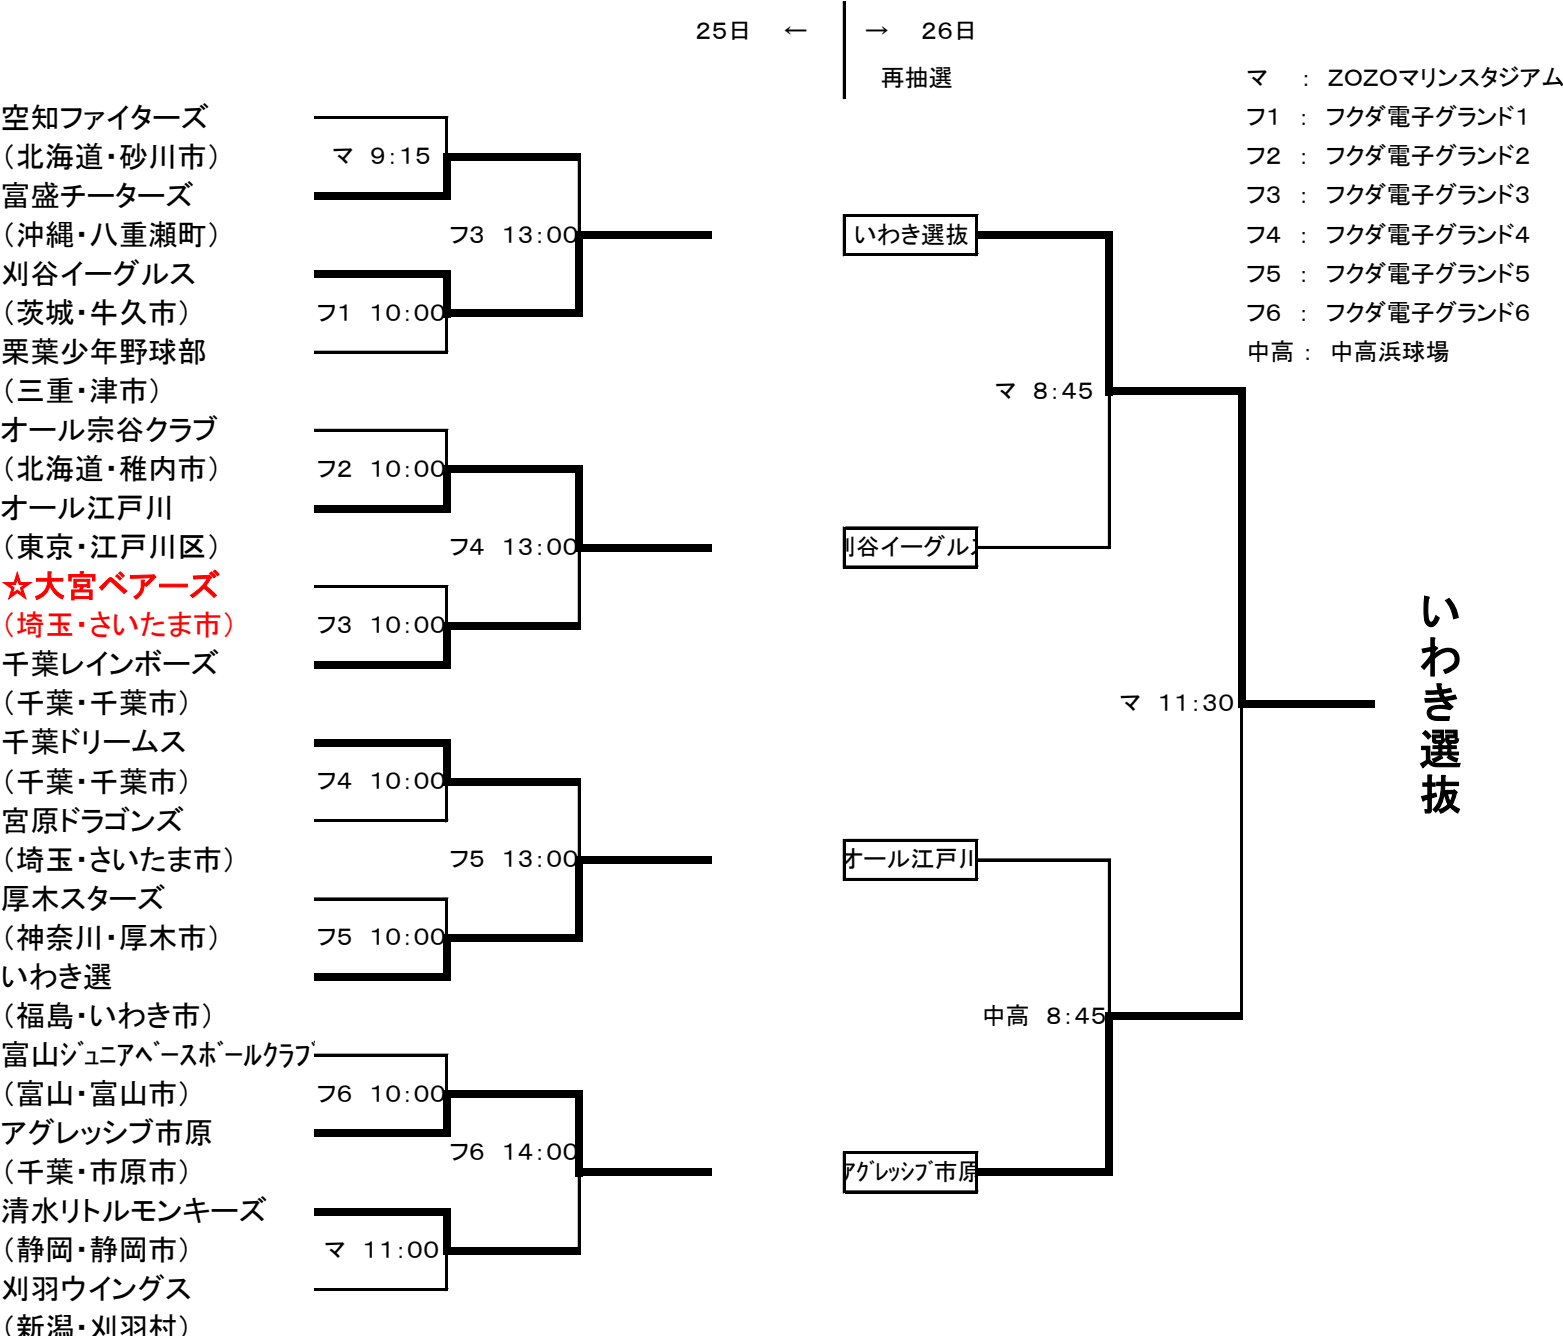 25日 ← → 26日
再抽選
マ : ZOZOマリンスタジアム
フ1 : フクダ電子グランド1
フ2 : フクダ電子グランド2
フ3 : フクダ電子グランド3
フ4 : フクダ電子グランド4
フ5 : フクダ電子グランド5
フ6 : フクダ電子グランド6
中高 : 中高浜球場
空知ファイターズ
(北海道・砂川市)
マ 9:15
富盛チーターズ
(沖縄・八重瀬町)
フ3 13:00
刈谷イーグルス
(茨城・牛久市)
フ1 10:00
栗葉少年野球部
(三重・津市)
オール宗谷クラブ
(北海道・稚内市)
フ2 10:00
オール江戸川
(東京・江戸川区)
フ4 13:00
☆大宮ベアーズ
(埼玉・さいたま市)
フ3 10:00
千葉レインボーズ
(千葉・千葉市)
千葉ドリームス
(千葉・千葉市)
フ4 10:00
宮原ドラゴンズ
(埼玉・さいたま市)
フ5 13:00
厚木スターズ
(神奈川・厚木市)
フ5 10:00
いわき選
(福島・いわき市)
富山ジュニアベースボールクラブ
(富山・富山市)
フ6 10:00
アグレッシブ市原
(千葉・市原市)
フ6 14:00
清水リトルモンキーズ
(静岡・静岡市)
マ 11:00
刈羽ウイングス
(新潟・刈羽村)
いわき選抜
マ 8:45
刈谷イーグルス
マ 11:30
オール江戸川
中高 8:45
アグレッシブ市原
いわき選抜